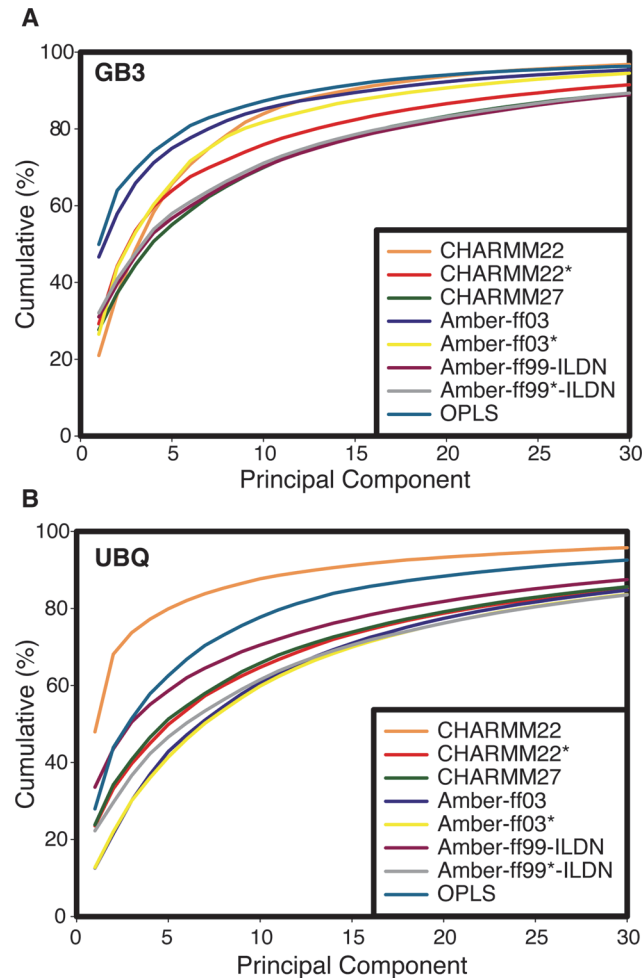 A
GB3
100
80
60
40
20
0
Cumulative (%)
CHARMM22
CHARMM22*
CHARMM27
Amber-ff03
Amber-ff03*
Amber-ff99-ILDN
Amber-ff99*-ILDN
OPLS
0 5 10 15 20 25 30
Principal Component
B
UBQ
100
80
60
40
20
0
Cumulative (%)
CHARMM22
CHARMM22*
CHARMM27
Amber-ff03
Amber-ff03*
Amber-ff99-ILDN
Amber-ff99*-ILDN
OPLS
0 5 10 15 20 25 30
Principal Component